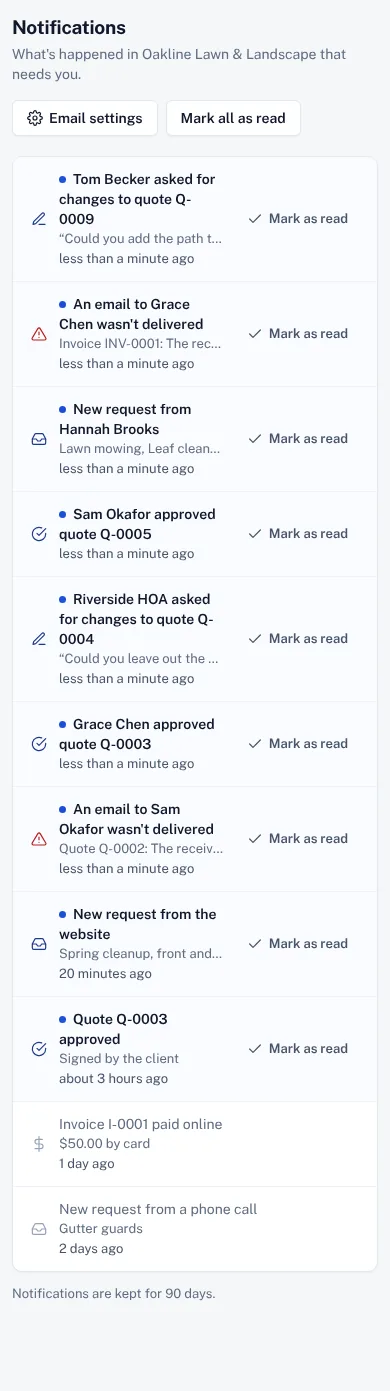 Notifications
What's happened in Oakline Lawn & Landscape that
needs you.
Email settings
Mark all as read
Tom Becker asked for
changes to quote Q-
0009
“Could you add the path t...
less than a minute ago
Mark as read
An email to Grace
Chen wasn't delivered
Invoice INV-0001: The rec...
less than a minute ago
Mark as read
New request from
Hannah Brooks
Lawn mowing, Leaf clean...
less than a minute ago
Mark as read
Sam Okafor approved
quote Q-0005
less than a minute ago
Mark as read
Riverside HOA asked
for changes to quote Q-
0004
“Could you leave out the ...
less than a minute ago
Mark as read
Grace Chen approved
quote Q-0003
less than a minute ago
Mark as read
An email to Sam
Okafor wasn't delivered
Quote Q-0002: The receiv...
less than a minute ago
Mark as read
New request from the
website
Spring cleanup, front and...
20 minutes ago
Mark as read
Quote Q-0003
approved
Signed by the client
about 3 hours ago
Mark as read
Invoice I-0001 paid online
$50.00 by card
1 day ago
New request from a phone call
Gutter guards
2 days ago
Notifications are kept for 90 days.